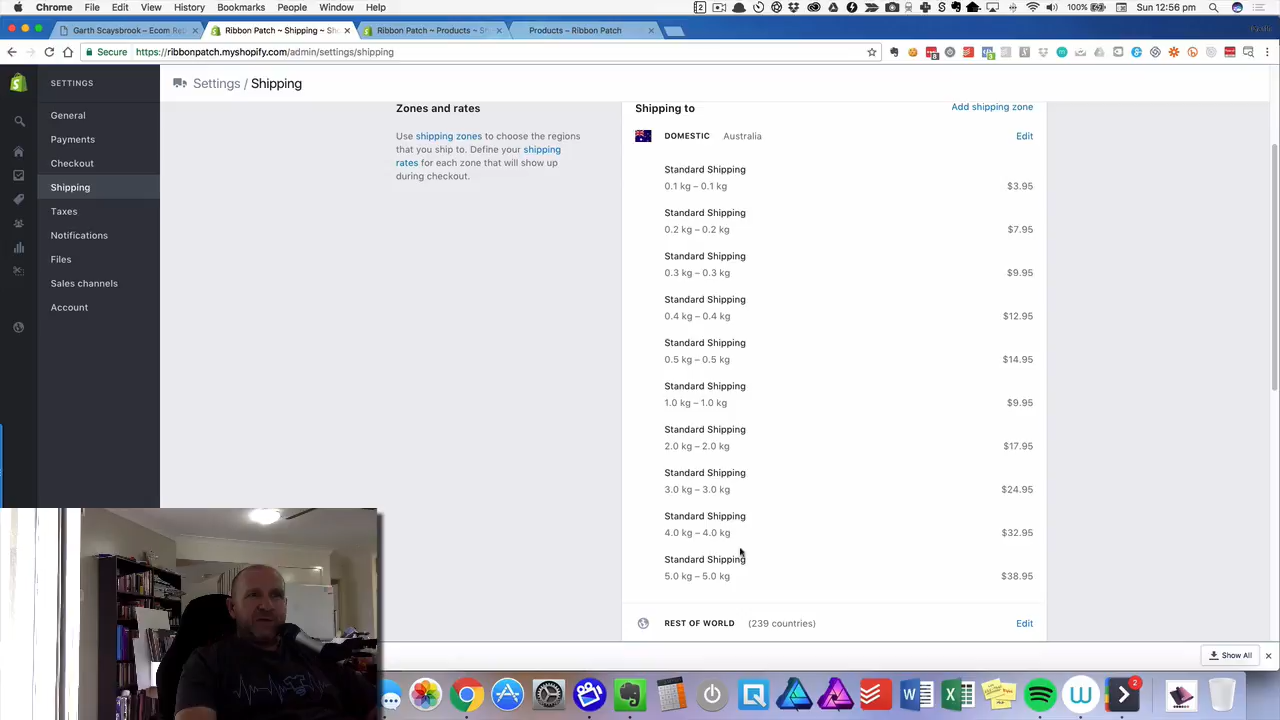 Chrome File Edit View History Bookmarks People Window Help 100% Sun 12:56 pm
Garth Scaysbrook – Ecom Re
Ribbon Patch ~ Shipping ~ Sh
Ribbon Patch ~ Products ~ Sh
Products – Ribbon Patch
Secure https://ribbonpatch.myshopify.com/admin/settings/shipping
SETTINGS
General
Payments
Checkout
Shipping
Taxes
Notifications
Files
Sales channels
Account
Settings / Shipping
Zones and rates
Use shipping zones to choose the regions
that you ship to. Define your shipping
rates for each zone that will show up
during checkout.
Shipping to Add shipping zone
DOMESTIC Australia Edit
Standard Shipping
0.1 kg – 0.1 kg $3.95
Standard Shipping
0.2 kg – 0.2 kg $7.95
Standard Shipping
0.3 kg – 0.3 kg $9.95
Standard Shipping
0.4 kg – 0.4 kg $12.95
Standard Shipping
0.5 kg – 0.5 kg $14.95
Standard Shipping
1.0 kg – 1.0 kg $9.95
Standard Shipping
2.0 kg – 2.0 kg $17.95
Standard Shipping
3.0 kg – 3.0 kg $24.95
Standard Shipping
4.0 kg – 4.0 kg $32.95
Standard Shipping
5.0 kg – 5.0 kg $38.95
REST OF WORLD (239 countries) Edit
Show All
2